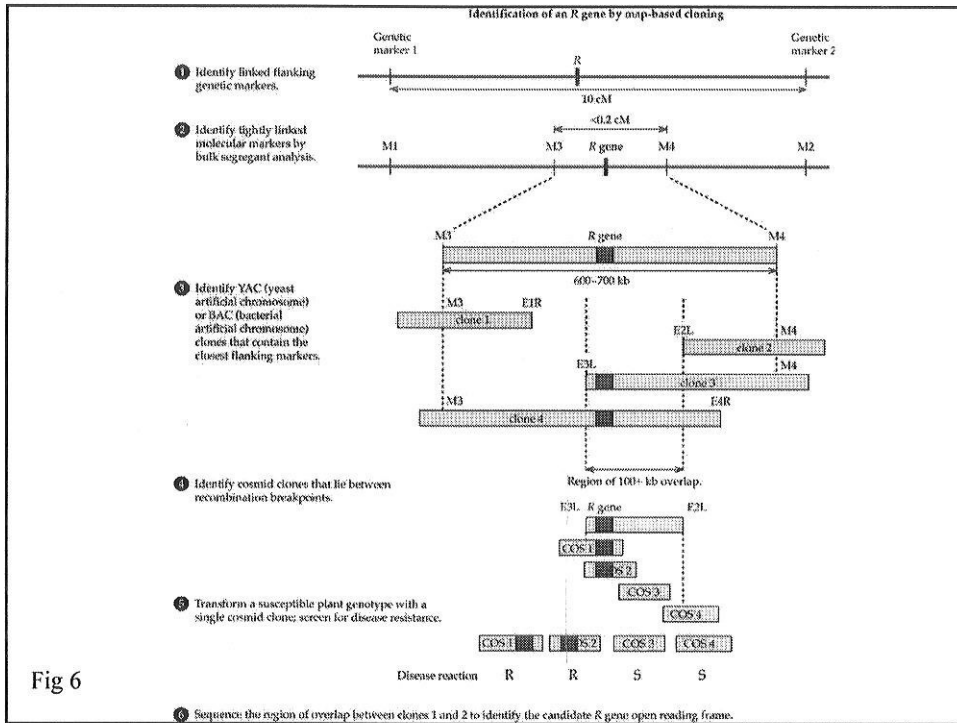 Identification of an R gene by map-based cloning
Genetic marker 1
Genetic marker 2
R
1 Identify linked flanking
genetic markers.
10 cM
<0.2 cM
2 Identify tightly linked
molecular markers by
bulk segregant analysis.
M1 M3 R gene M4 M2
M3 R gene M4
600–700 kb
3 Identify YAC (yeast
artificial chromosome)
or BAC (bacterial
artificial chromosome)
clones that contain the
closest flanking markers.
M3 E1R
clone 1
E2L M4
clone 2
E3L M4
clone 3
M3 E4R
clone 4
Region of 100+ kb overlap.
4 Identify cosmid clones that lie between
recombination breakpoints.
E3L R gene E2L
COS 1
OS 2
COS 3
COS 4
5 Transform a susceptible plant genotype with a
single cosmid clone; screen for disease resistance.
COS 1 OS 2 COS 3 COS 4
Disease reaction R R S S
Fig 6
6 Sequence the region of overlap between clones 1 and 2 to identify the candidate R gene open reading frame.